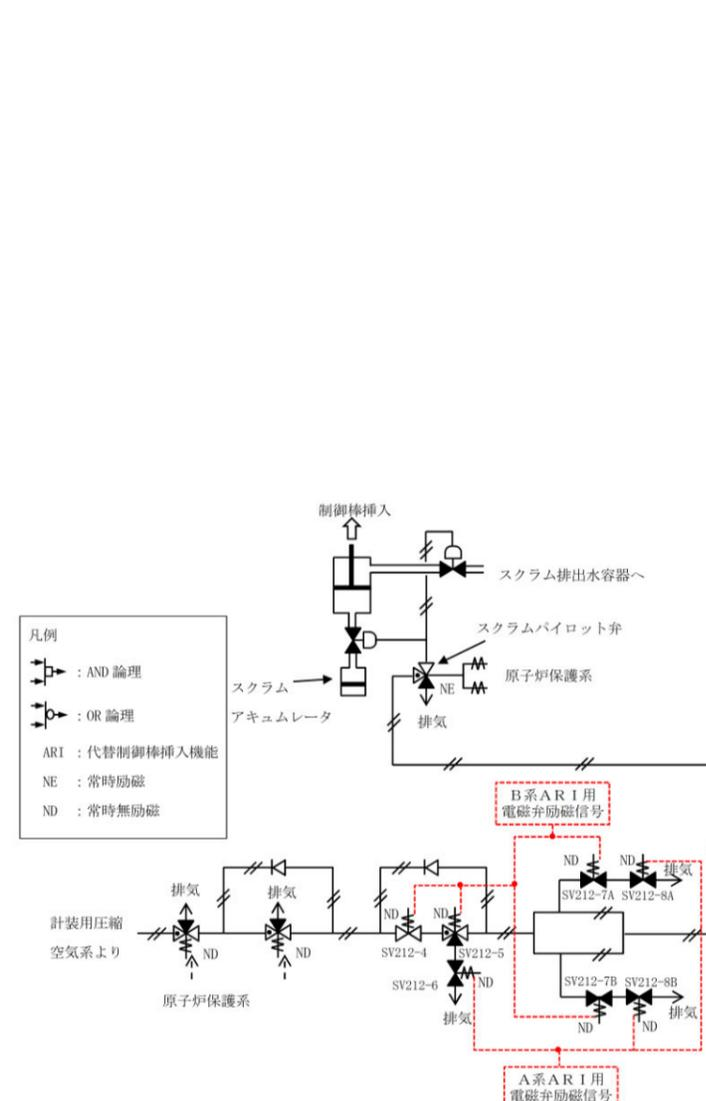 制御棒挿入
スクラム排出水容器へ
スクラムパイロット弁
NE
原子炉保護系
排気
スクラム
アキュムレータ
凡例
：AND 論理
：OR 論理
ARI ：代替制御棒挿入機能
NE ：常時励磁
ND ：常時無励磁
B系ARI用
電磁弁励磁信号
計装用圧縮
空気系より
排気
ND
排気
ND
原子炉保護系
ND
SV212-4
ND
SV212-5
SV212-6
ND
排気
ND
SV212-7A
ND
SV212-8A
排気
SV212-7B
ND
SV212-8B
ND
排気
A系ARI用
電磁弁励磁信号